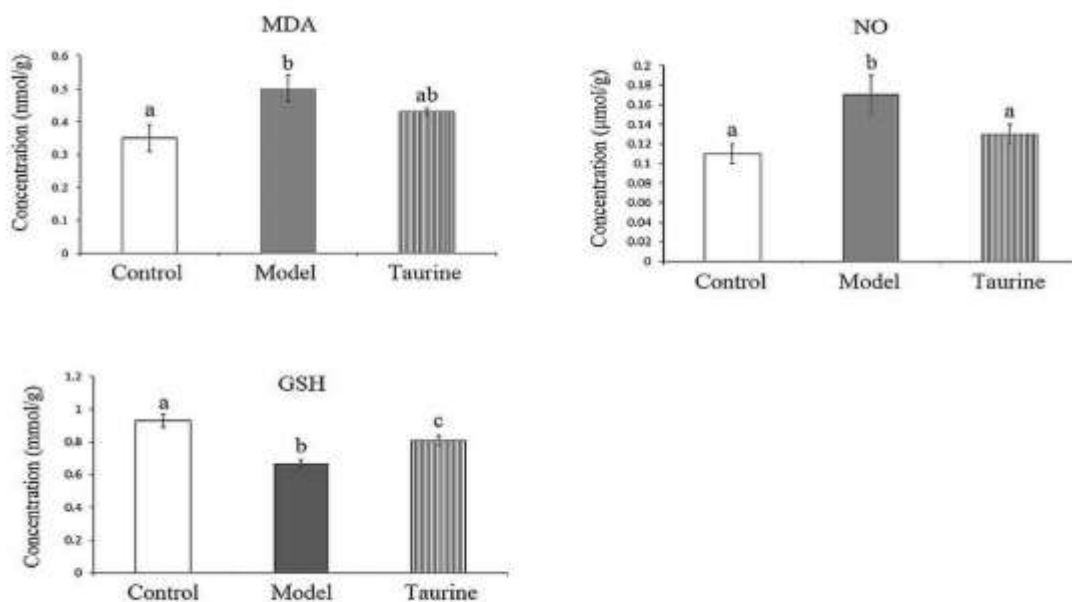 MDA
Concentration (nmol/g)
0.6
0.5
0.4
0.3
0.2
0.1
0
a
b
ab
Control Model Taurine
NO
Concentration (µmol/g)
0.2
0.18
0.16
0.14
0.12
0.1
0.08
0.06
0.04
0.02
0
a
b
a
Control Model Taurine
GSH
Concentration (mmol/g)
1.2
1
0.8
0.6
0.4
0.2
0
a
b
c
Control Model Taurine